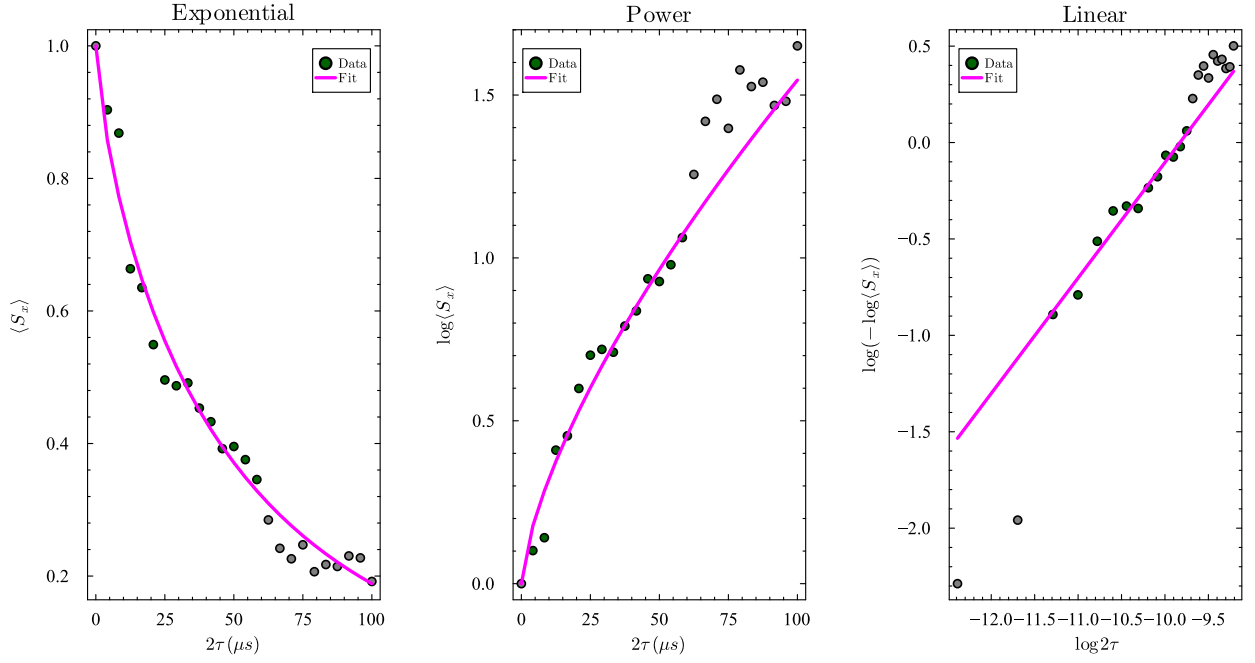 Exponential
⟨S_x⟩
1.0
0.8
0.6
0.4
0.2
0 25 50 75 100
2τ(μs)
Data
Fit
Power
log⟨S_x⟩
1.5
1.0
0.5
0.0
0 25 50 75 100
2τ(μs)
Data
Fit
Linear
log(−log⟨S_x⟩)
0.5
0.0
−0.5
−1.0
−1.5
−2.0
−12.0 −11.5 −11.0 −10.5 −10.0 −9.5
log2τ
Data
Fit